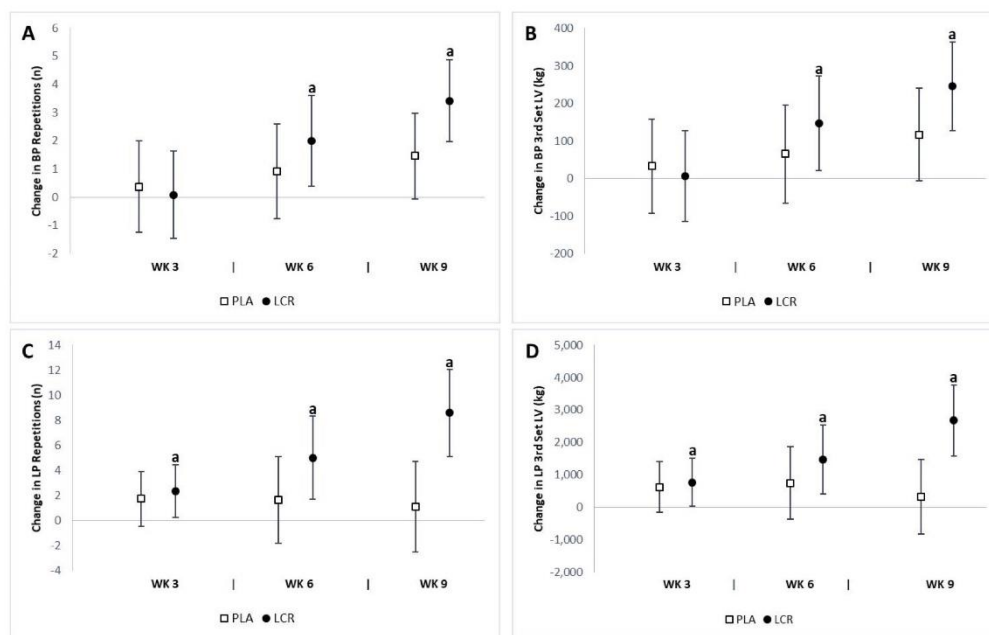 A
Change in BP Repetitions (n)
6
5
4
3
2
1
0
-1
-2
a
a
WK 3 | WK 6 | WK 9
PLA LCR
B
Change in BP 3rd Set LV (kg)
400
300
200
100
0
-100
-200
a
a
WK 3 | WK 6 | WK 9
PLA LCR
C
Change in LP Repetitions (n)
14
12
10
8
6
4
2
0
-2
-4
a
a
a
WK 3 | WK 6 | WK 9
PLA LCR
D
Change in LP 3rd Set LV (kg)
5,000
4,000
3,000
2,000
1,000
0
-1,000
-2,000
a
a
a
WK 3 | WK 6 | WK 9
PLA LCR